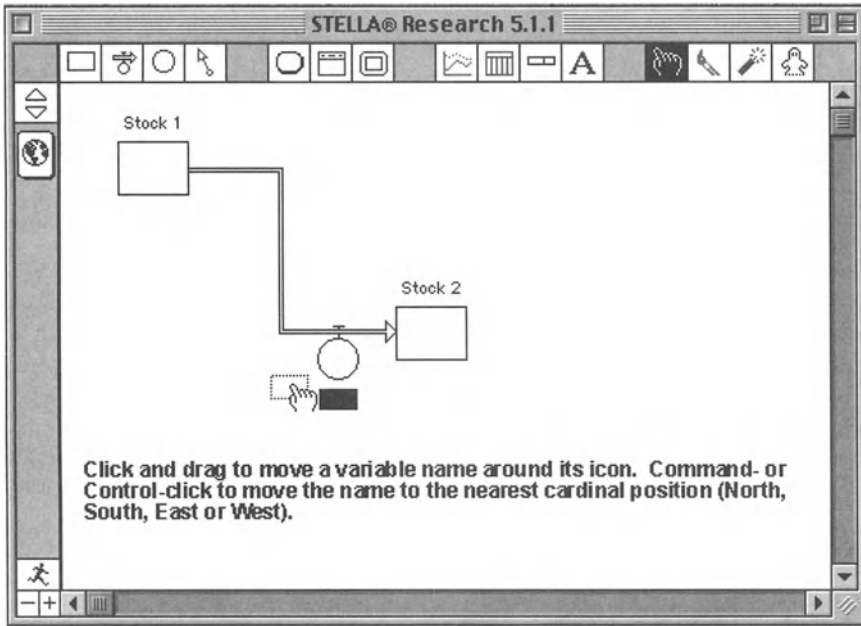 STELLA® Research 5.1.1
A
Stock 1
Stock 2
Click and drag to move a variable name around its icon. Command- or
Control-click to move the name to the nearest cardinal position (North,
South, East or West).